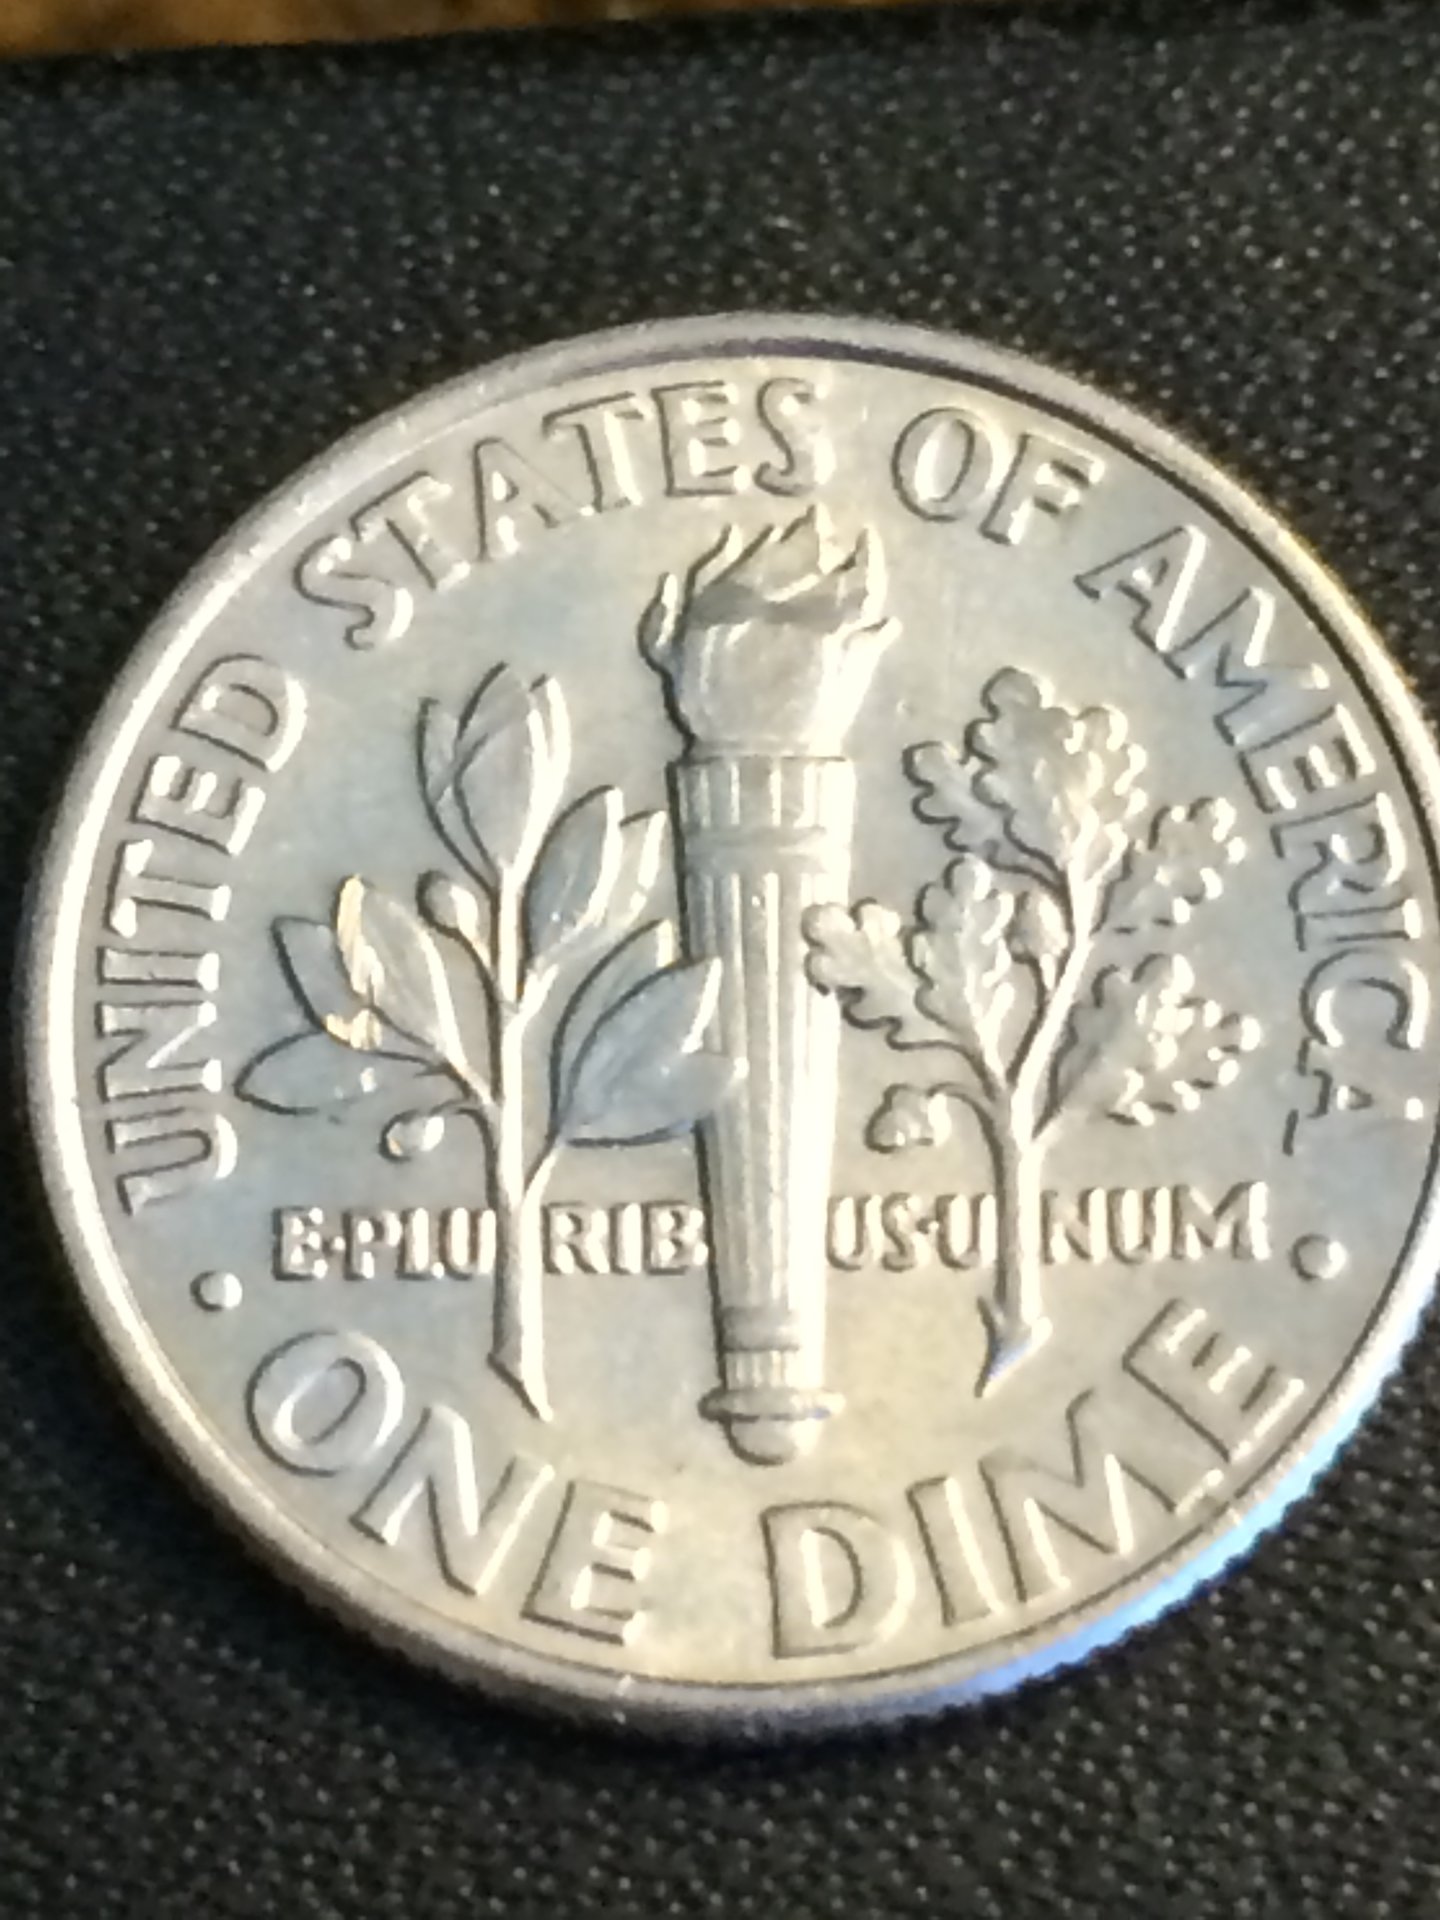 UNITED STATES OF AMERICA
E·PLURIBUS·UNUM
• ONE DIME •